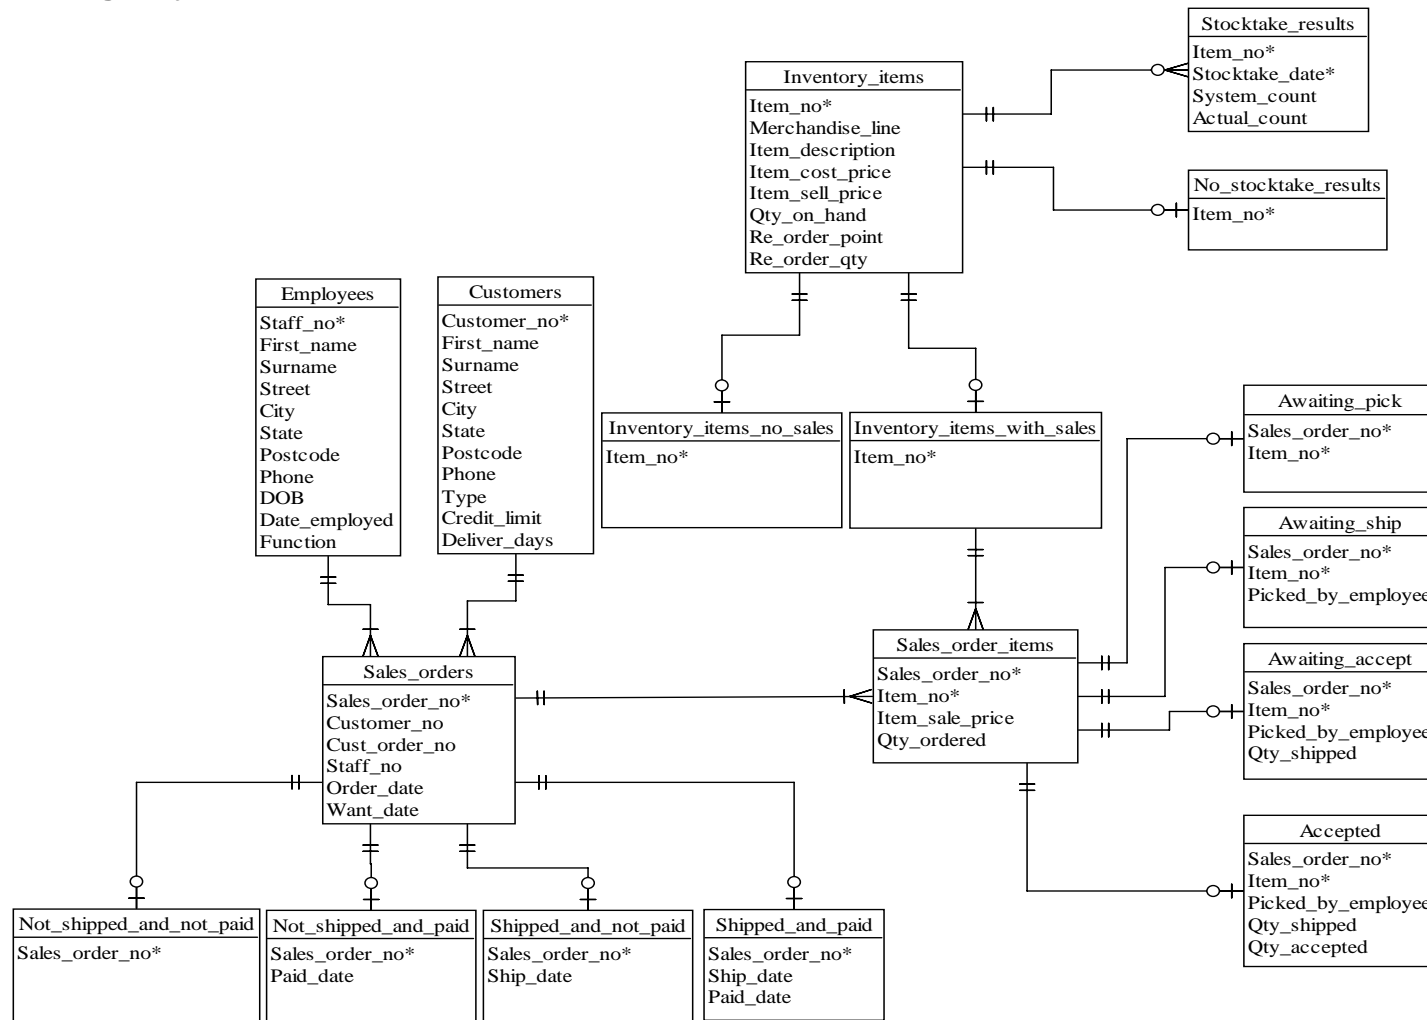 Stocktake_results
Item_no*
Stocktake_date*
System_count
Actual_count
Inventory_items
Item_no*
Merchandise_line
Item_description
Item_cost_price
Item_sell_price
Qty_on_hand
Re_order_point
Re_order_qty
No_stocktake_results
Item_no*
Employees
Staff_no*
First_name
Surname
Street
City
State
Postcode
Phone
DOB
Date_employed
Function
Customers
Customer_no*
First_name
Surname
Street
City
State
Postcode
Phone
Type
Credit_limit
Deliver_days
Inventory_items_no_sales
Item_no*
Inventory_items_with_sales
Item_no*
Awaiting_pick
Sales_order_no*
Item_no*
Awaiting_ship
Sales_order_no*
Item_no*
Picked_by_employee
Sales_orders
Sales_order_no*
Customer_no
Cust_order_no
Staff_no
Order_date
Want_date
Sales_order_items
Sales_order_no*
Item_no*
Item_sale_price
Qty_ordered
Awaiting_accept
Sales_order_no*
Item_no*
Picked_by_employee
Qty_shipped
Accepted
Sales_order_no*
Item_no*
Picked_by_employee
Qty_shipped
Qty_accepted
Not_shipped_and_not_paid
Sales_order_no*
Not_shipped_and_paid
Sales_order_no*
Paid_date
Shipped_and_not_paid
Sales_order_no*
Ship_date
Shipped_and_paid
Sales_order_no*
Ship_date
Paid_date